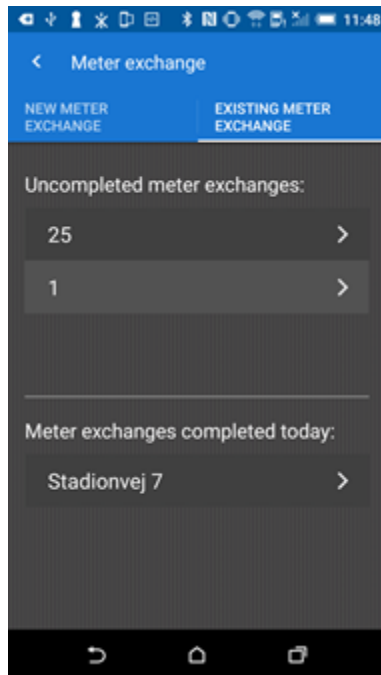 11:48
Meter exchange
NEW METER
EXCHANGE
EXISTING METER
EXCHANGE
Uncompleted meter exchanges:
25
1
Meter exchanges completed today:
Stadionvej 7